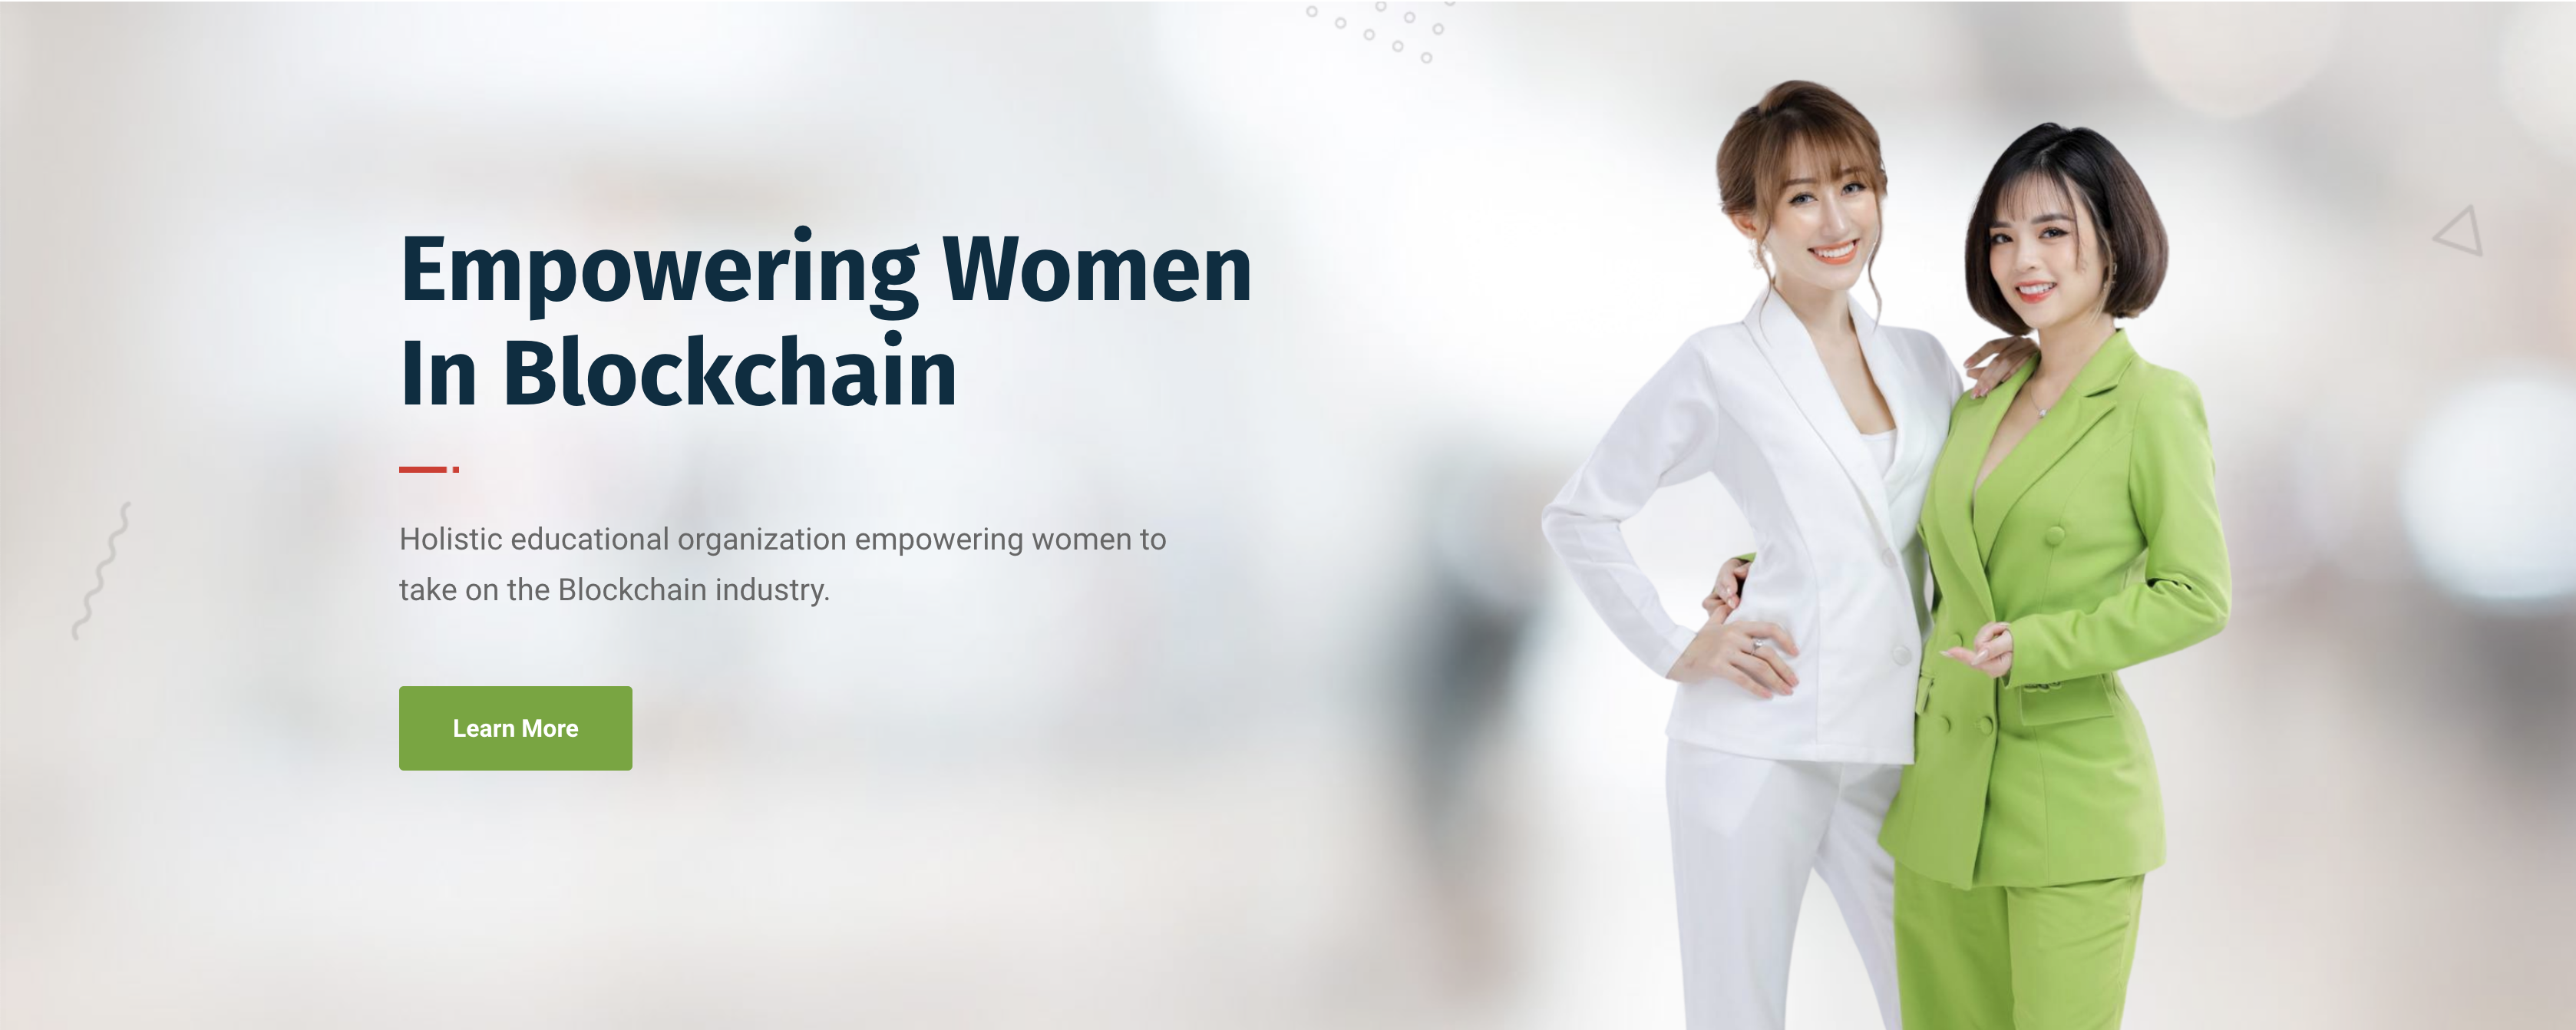 Empowering Women
In Blockchain
Holistic educational organization empowering women to
take on the Blockchain industry.
Learn More